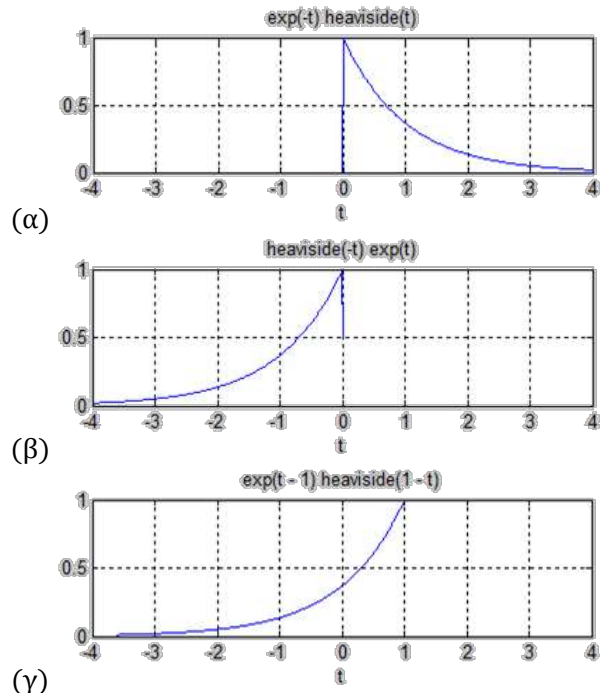 exp(-t) heaviside(t)
1
0.5
0
-4 -3 -2 -1 0 1 2 3 4
t
(α)
heaviside(-t) exp(t)
1
0.5
0
-4 -3 -2 -1 0 1 2 3 4
t
(β)
exp(t - 1) heaviside(1 - t)
1
0.5
0
-4 -3 -2 -1 0 1 2 3 4
t
(γ)